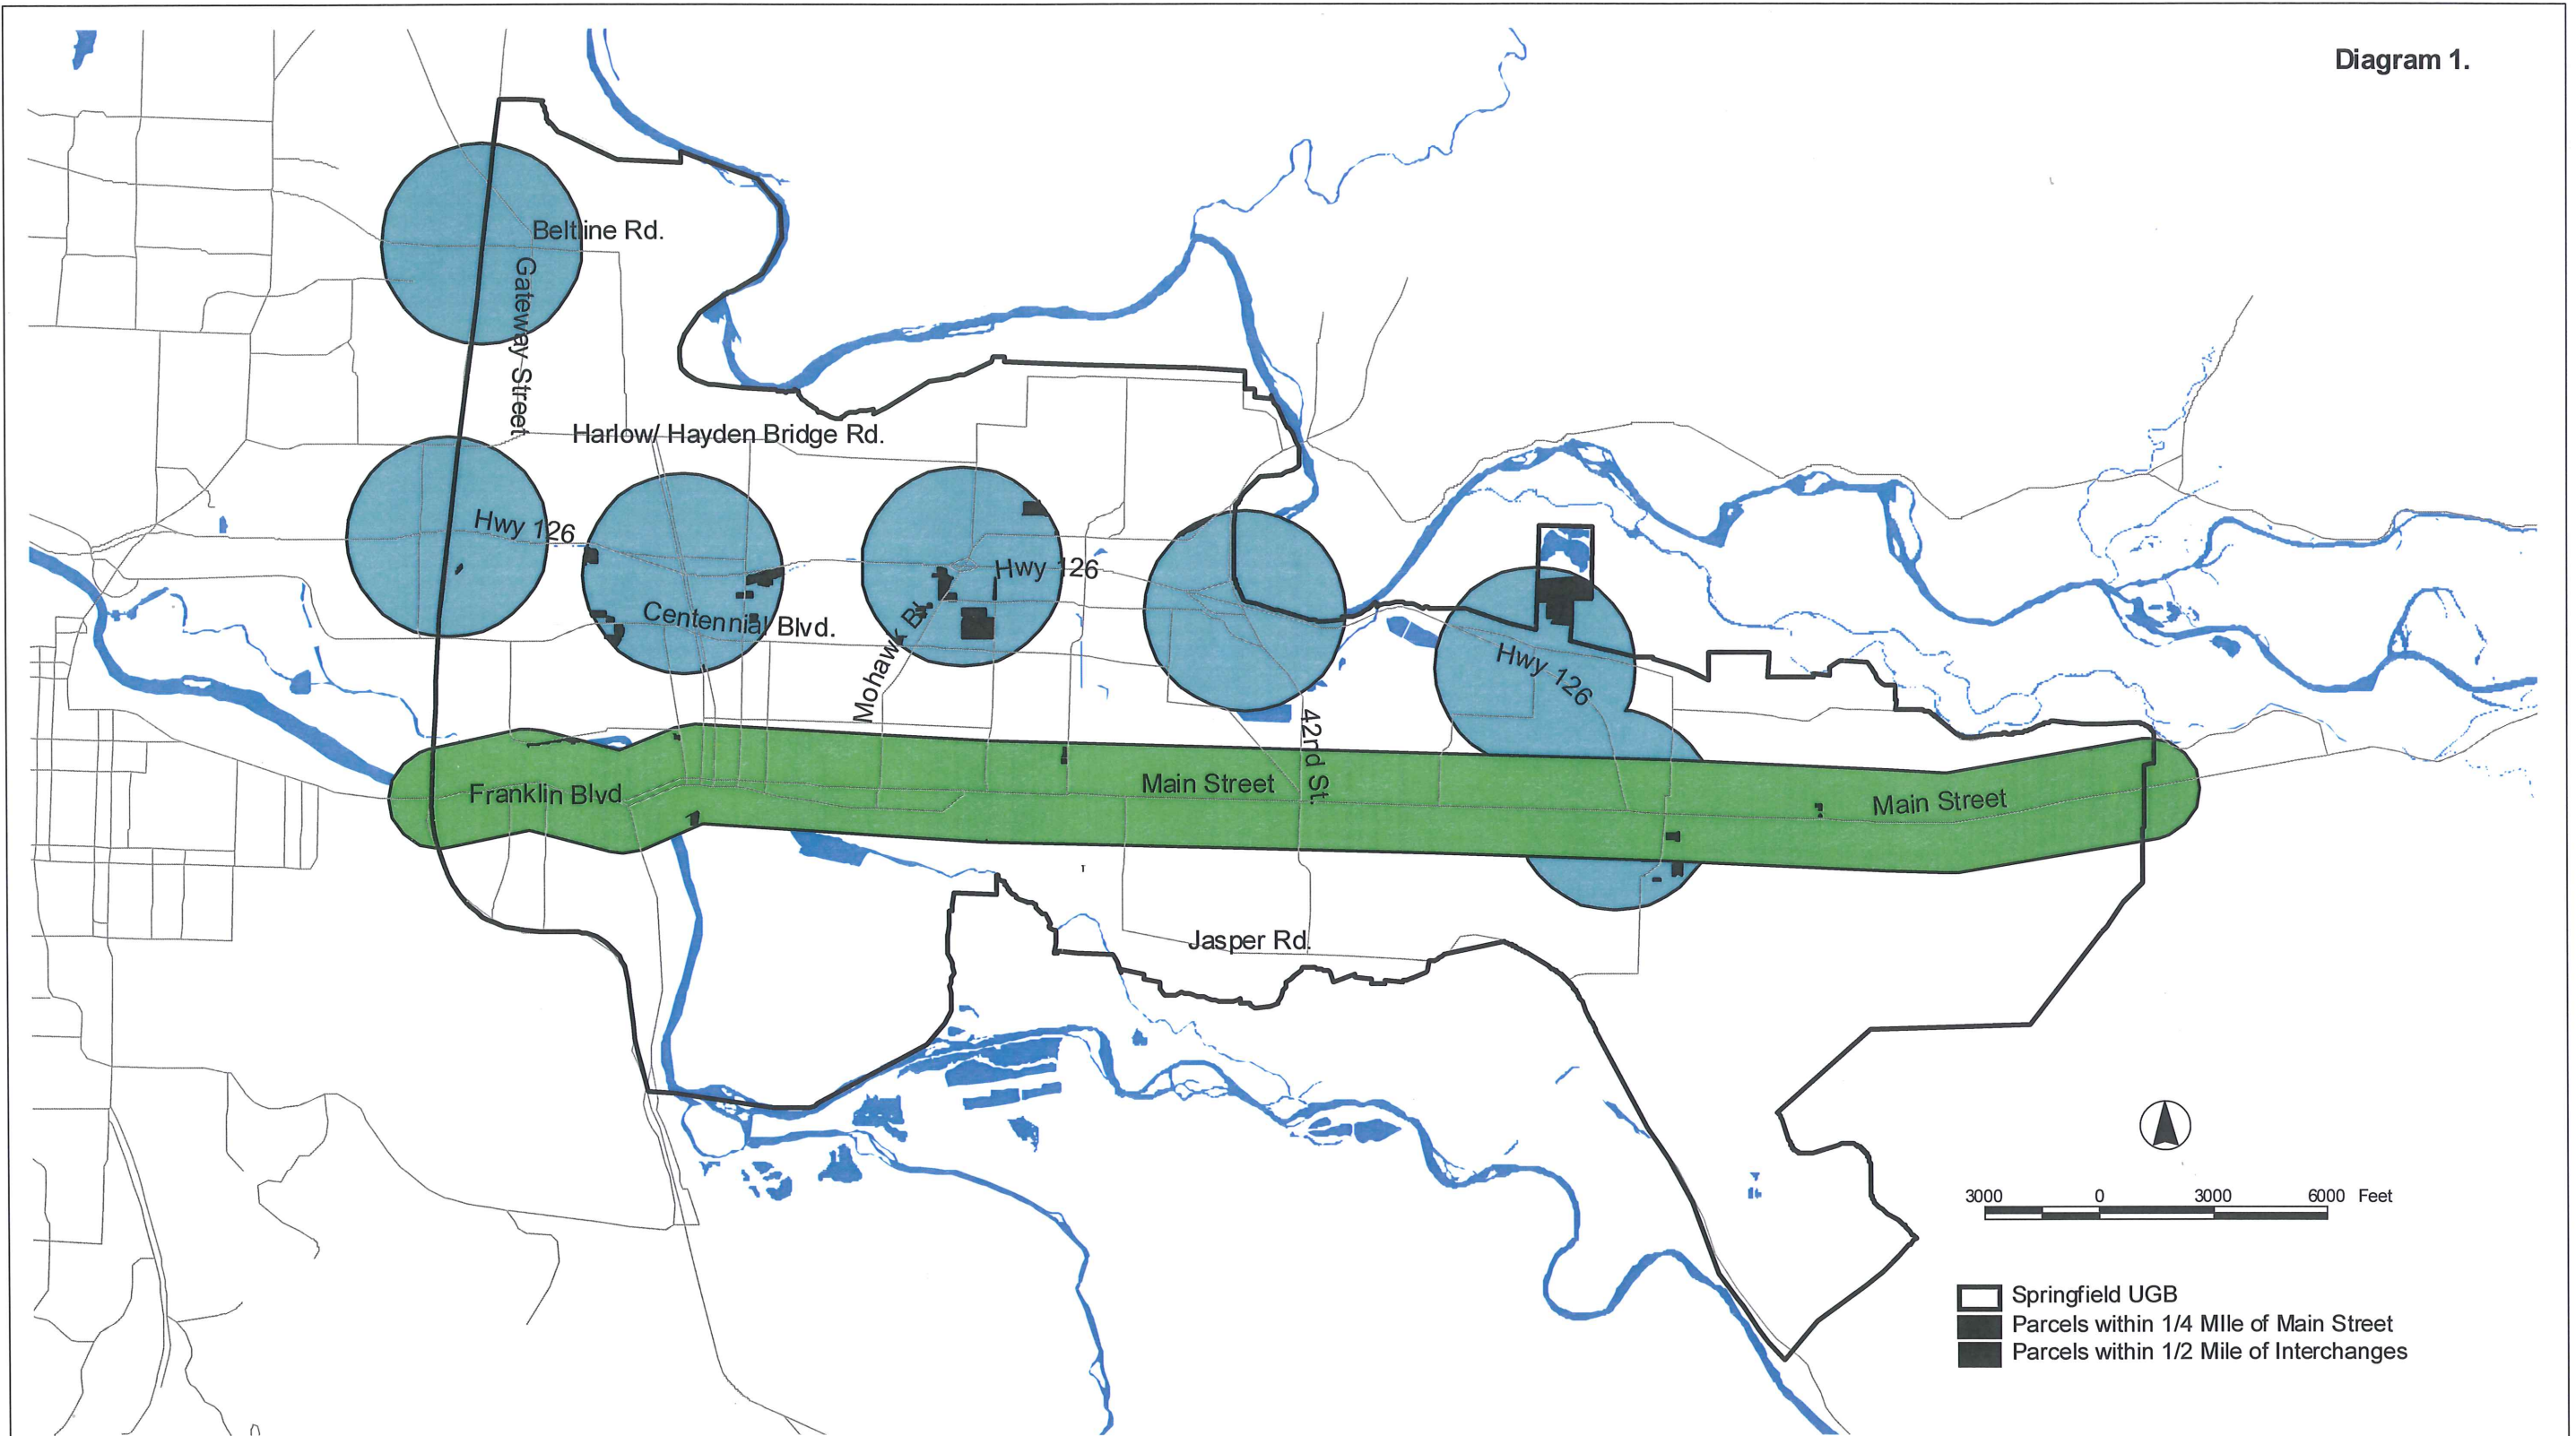 Diagram 1.
Beltline Rd.
Gateway Street
Harlow/ Hayden Bridge Rd.
Hwy 126
Hwy 126
Centennial Blvd.
Mohawk Bl.
Hwy 126
42nd St.
Franklin Blvd
Main Street
Main Street
Jasper Rd.
3000 0 3000 6000 Feet
Springfield UGB
Parcels within 1/4 MIle of Main Street
Parcels within 1/2 Mile of Interchanges